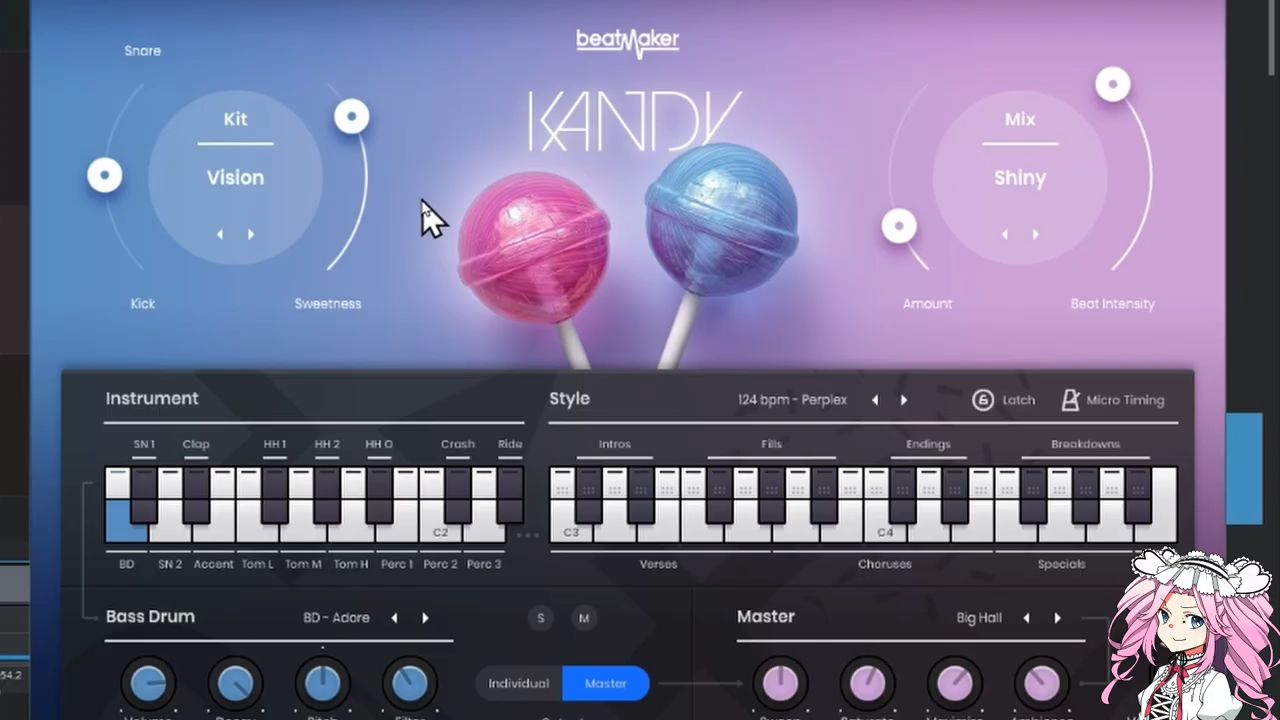 beatMaker
KANDY
Snare
Kit
Vision
Kick
Sweetness
Mix
Shiny
Amount
Beat Intensity
Instrument
Style
124 bpm - Perplex
Latch
Micro Timing
SN 1
Clap
HH 1
HH 2
HH O
Crash
Ride
Intros
Fills
Endings
Breakdowns
C2
C3
C4
BD
SN 2
Accent
Tom L
Tom M
Tom H
Perc 1
Perc 2
Perc 3
Verses
Choruses
Specials
Bass Drum
BD - Adore
S
M
Master
Big Hall
Individual
Master
54.2